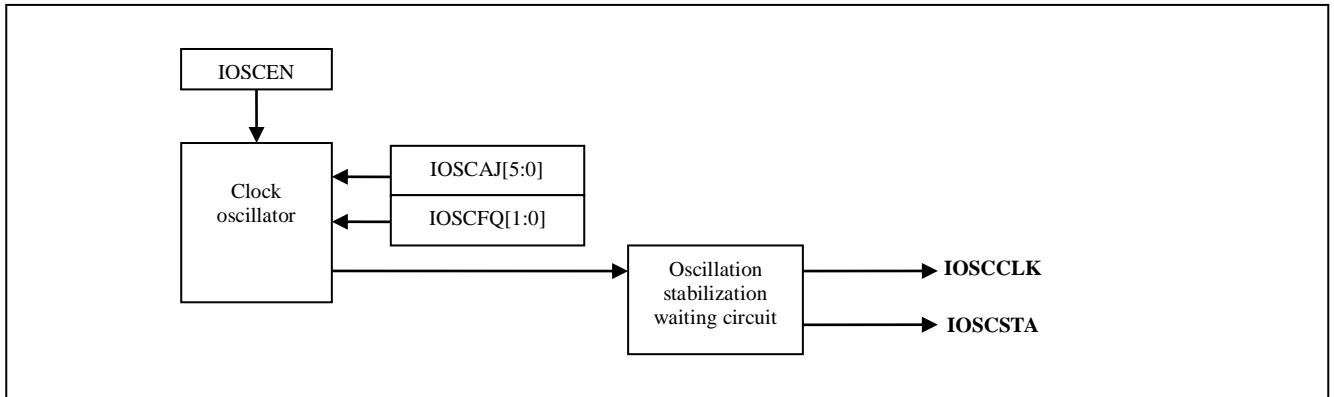 IOSCEN
Clock
oscillator
IOSCAJ[5:0]
IOSCFQ[1:0]
Oscillation
stabilization
waiting circuit
IOSCCLK
IOSCSTA